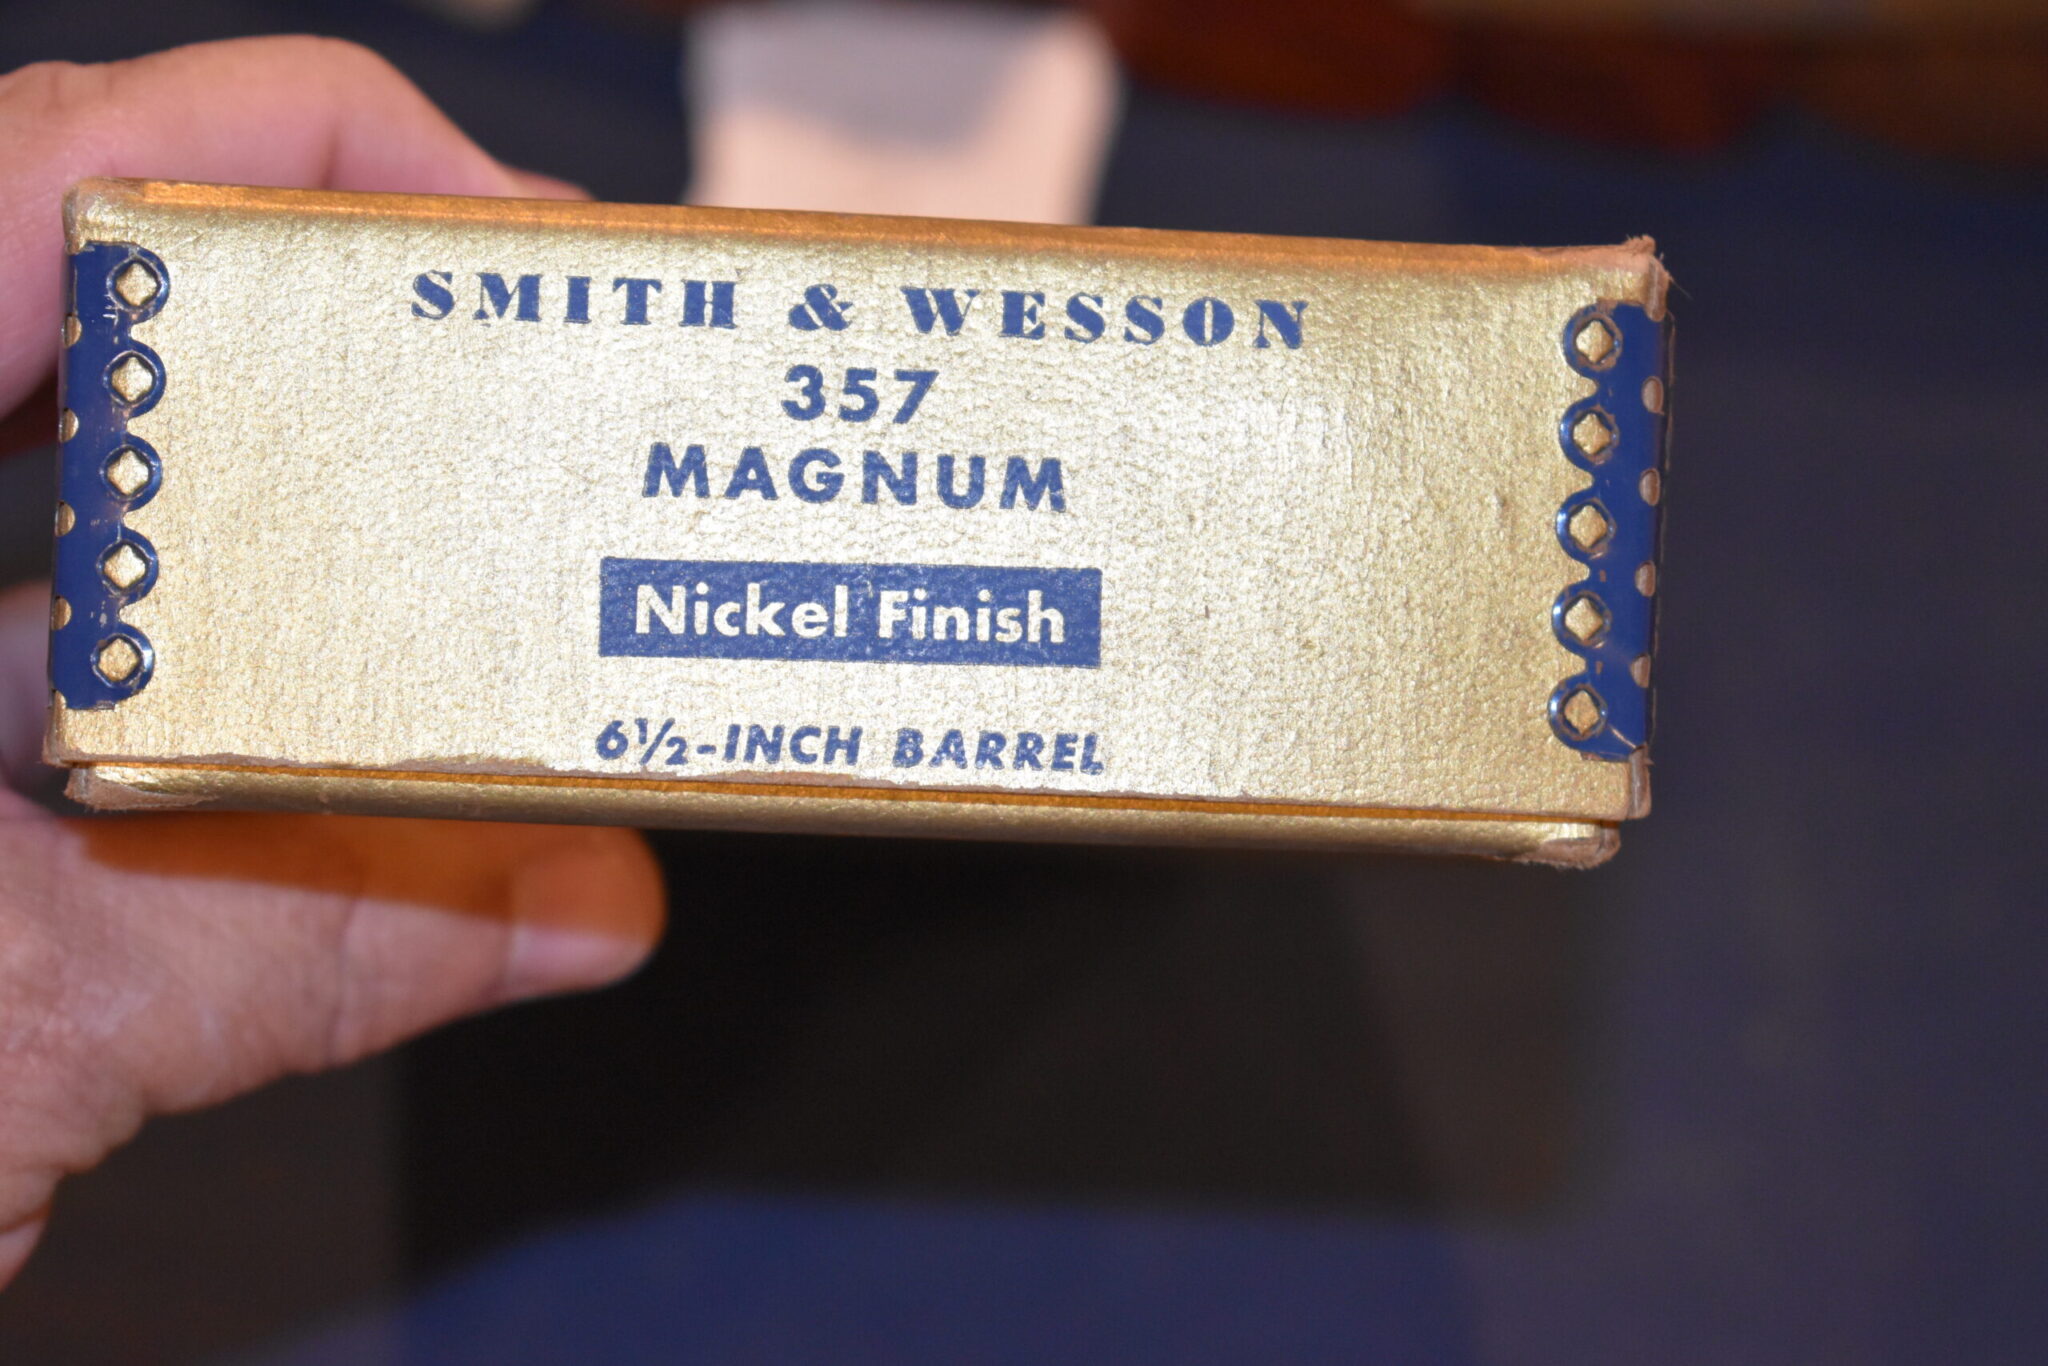 SMITH & WESSON
357
MAGNUM
Nickel Finish
6½-INCH BARREL